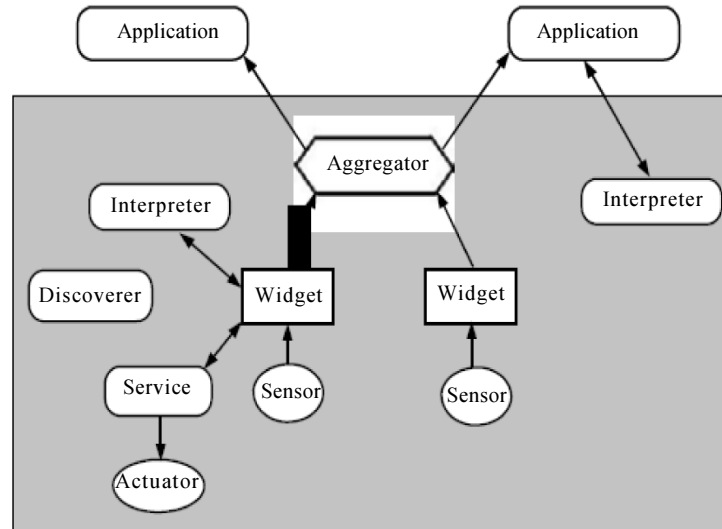 Application
Application
Aggregator
Interpreter
Interpreter
Discoverer
Widget
Widget
Service
Sensor
Sensor
Actuator